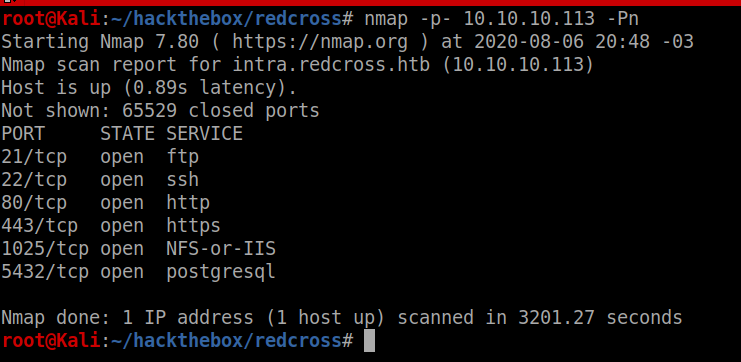 root@Kali:~/hackthebox/redcross# nmap -p- 10.10.10.113 -Pn
Starting Nmap 7.80 ( https://nmap.org ) at 2020-08-06 20:48 -03
Nmap scan report for intra.redcross.htb (10.10.10.113)
Host is up (0.89s latency).
Not shown: 65529 closed ports
PORT     STATE SERVICE
21/tcp   open  ftp
22/tcp   open  ssh
80/tcp   open  http
443/tcp  open  https
1025/tcp open  NFS-or-IIS
5432/tcp open  postgresql

Nmap done: 1 IP address (1 host up) scanned in 3201.27 seconds
root@Kali:~/hackthebox/redcross#